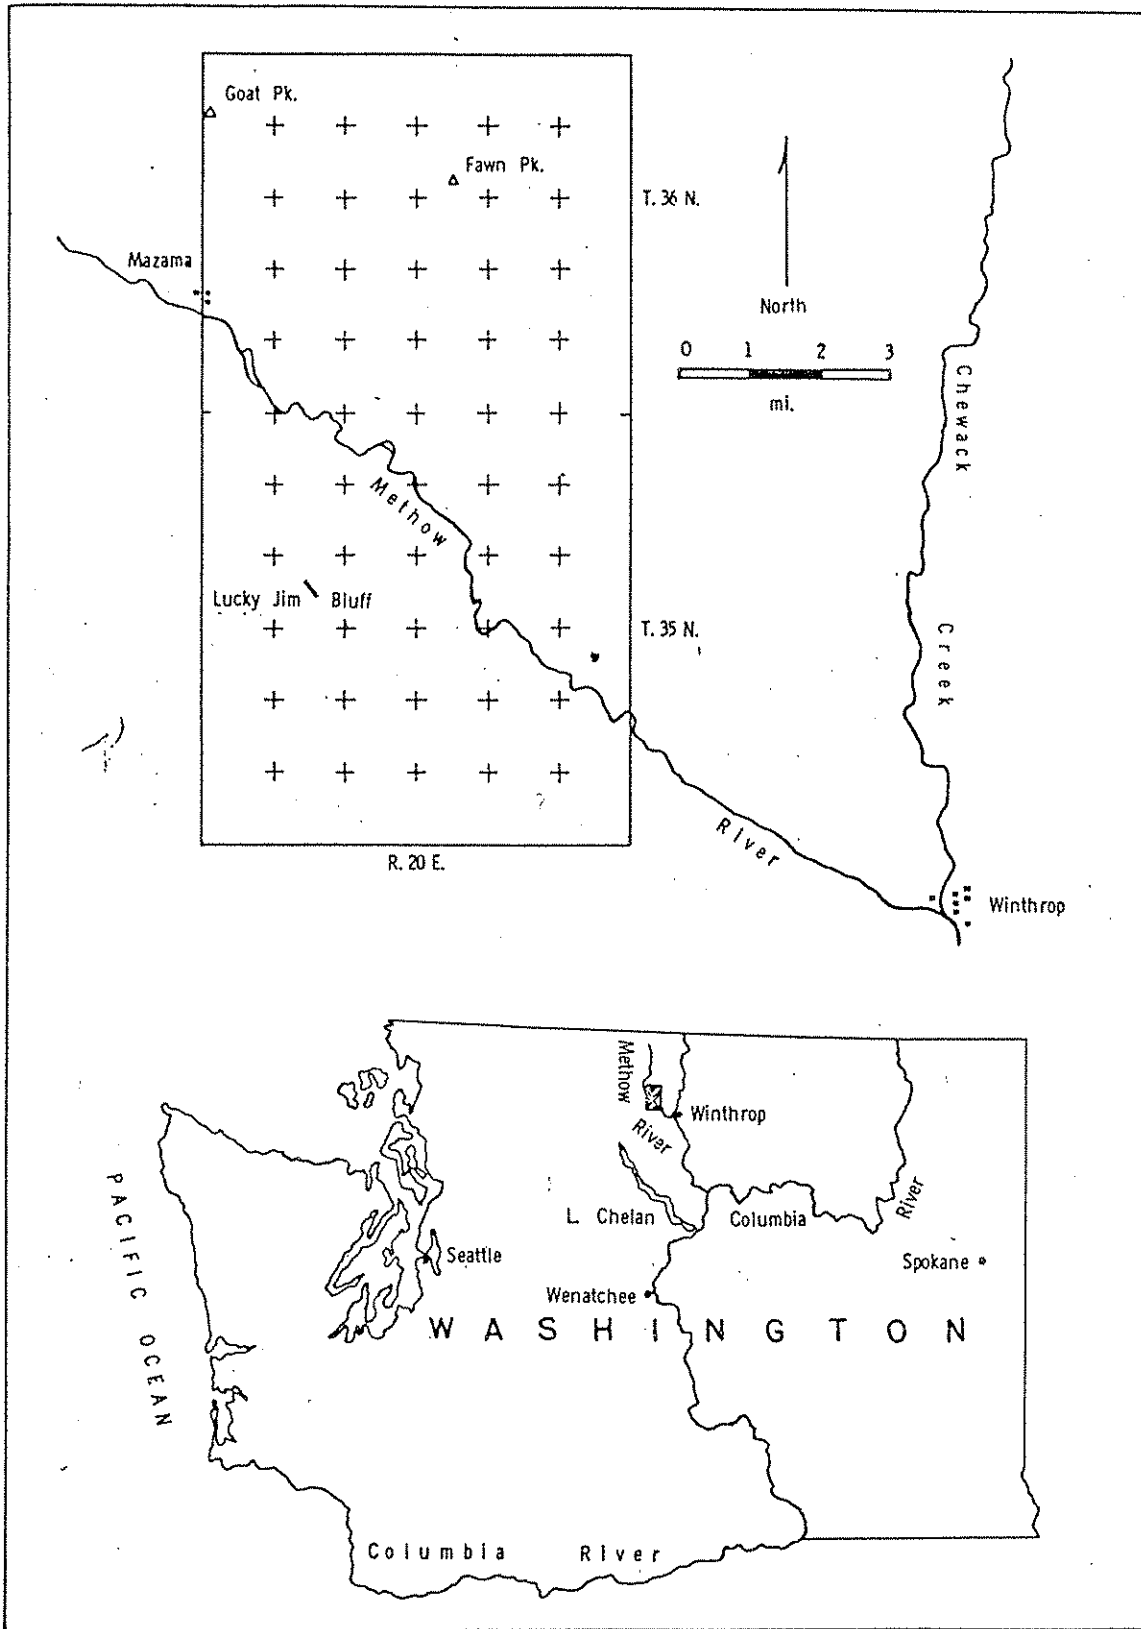 Goat Pk.
Fawn Pk.
T. 36 N.
Mazama
North
0 1 2 3
mi.
Chewack
Creek
Methow
Lucky Jim Bluff
T. 35 N.
River
R. 20 E.
Winthrop
Methow
River
Winthrop
L. Chelan
Columbia
River
Seattle
Spokane
Wenatchee
WASHINGTON
PACIFIC OCEAN
Columbia River